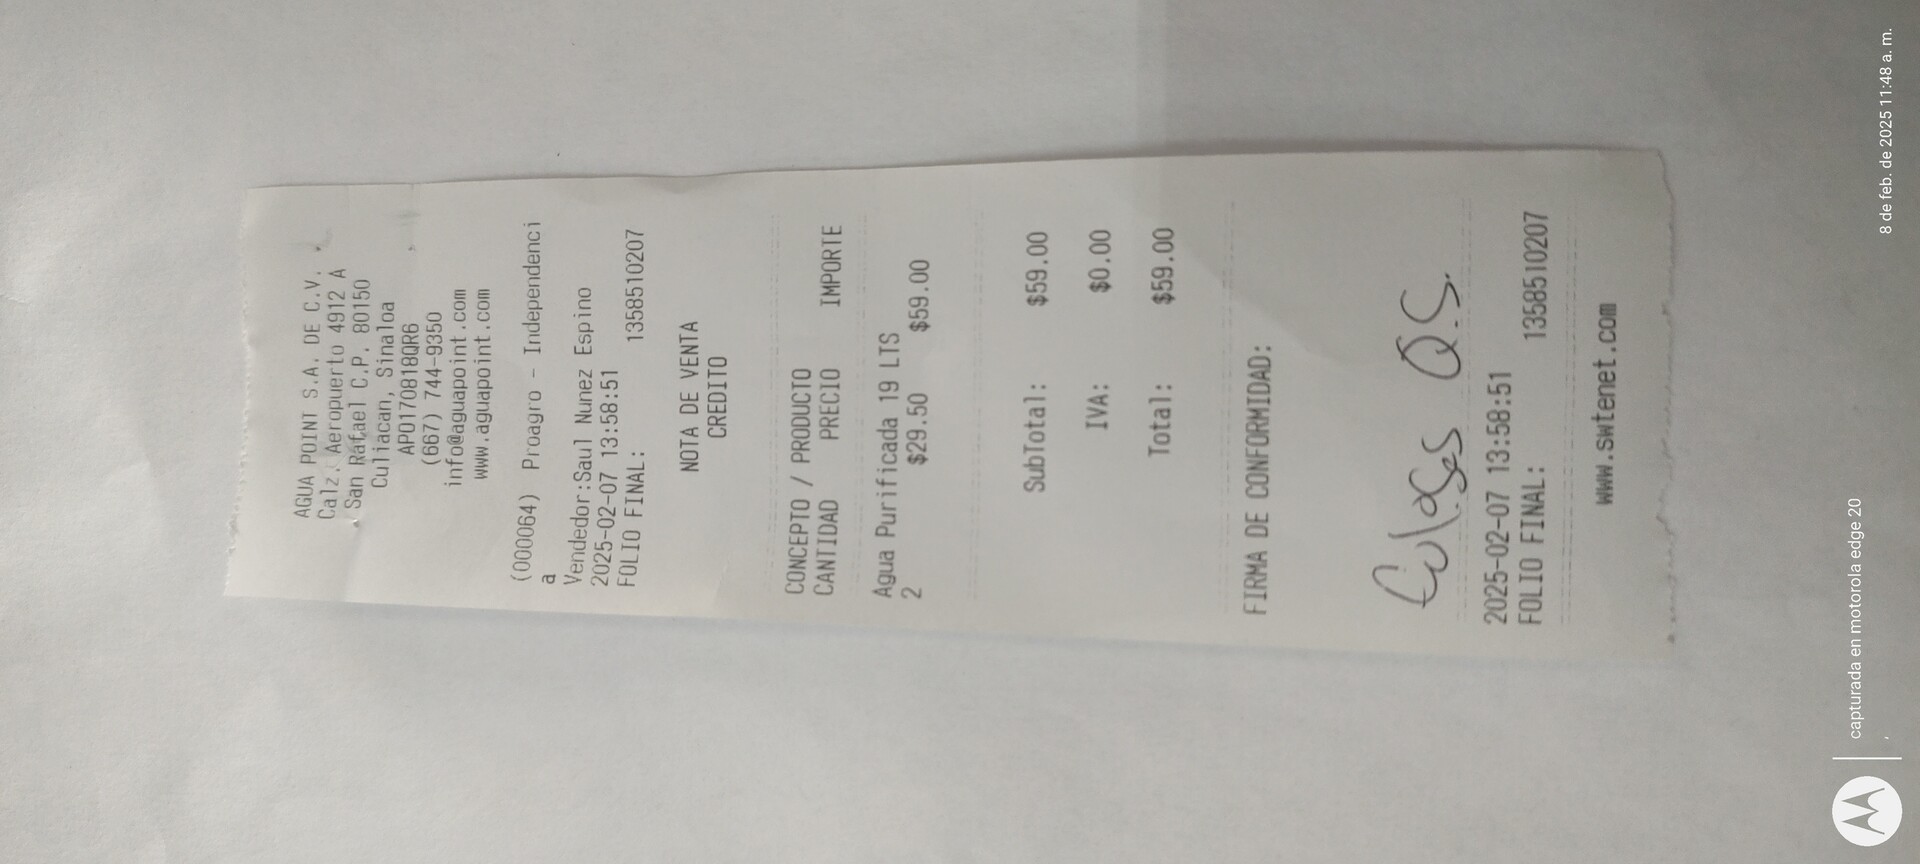 AGUA POINT S.A. DE C.V.
Calz. Aeropuerto 4912 A
San Rafael C.P. 80150
Culiacan, Sinaloa
APO170818QR6
(667) 744-9350
info@aguapoint.com
www.aguapoint.com
(000064) Proagro - Independenci
a
Vendedor:Saul Nunez Espino
2025-02-07 13:58:51
FOLIO FINAL: 1358510207
NOTA DE VENTA
CREDITO
CONCEPTO / PRODUCTO
CANTIDAD PRECIO IMPORTE
Agua Purificada 19 LTS
2 $29.50 $59.00
SubTotal: $59.00
IVA: $0.00
Total: $59.00
FIRMA DE CONFORMIDAD:
Q.S.
2025-02-07 13:58:51
FOLIO FINAL: 1358510207
www.swtenet.com
capturada en motorola edge 20
8 de feb. de 2025 11:48 a. m.